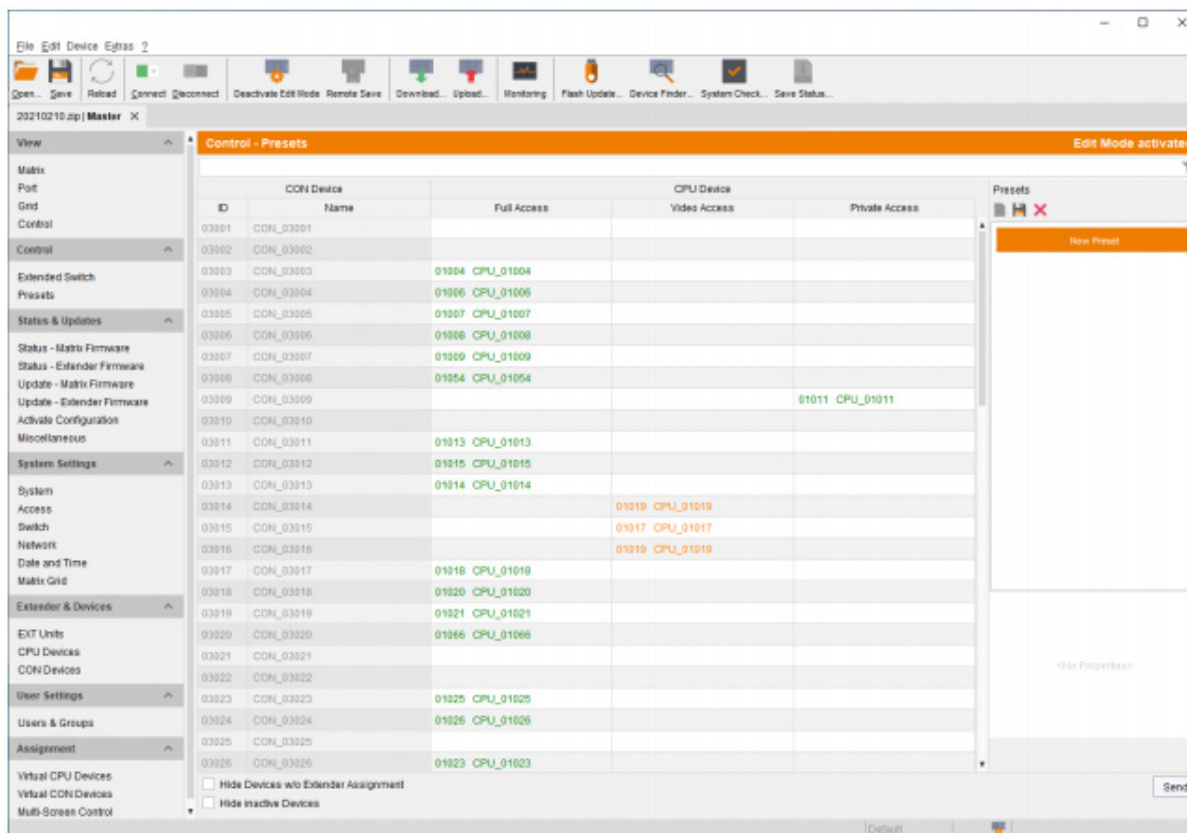 File Edit Device Extras ?
Open... Save Reload Connect Disconnect Deactivate Edit Mode Remote Save Download... Upload... Monitoring Flash Update... Device Finder... System Check... Save Status...
20210210.zip | Master X
View
Matrix
Port
Grid
Control
Control
Extended Switch
Presets
Status & Updates
Status - Matrix Firmware
Status - Extender Firmware
Update - Matrix Firmware
Update - Extender Firmware
Activate Configuration
Miscellaneous
System Settings
System
Access
Switch
Network
Date and Time
Matrix Grid
Extender & Devices
EXT Units
CPU Devices
CON Devices
User Settings
Users & Groups
Assignment
Virtual CPU Devices
Virtual CON Devices
Multi-Screen Control
Control - Presets Edit Mode activated
CON Device CPU Device
ID Name Full Access Video Access Private Access
03001 CON_03001
03002 CON_03002
03003 CON_03003 01004 CPU_01004
03004 CON_03004 01006 CPU_01006
03005 CON_03005 01007 CPU_01007
03006 CON_03006 01008 CPU_01008
03007 CON_03007 01009 CPU_01009
03008 CON_03008 01054 CPU_01054
03009 CON_03009 01011 CPU_01011
03010 CON_03010
03011 CON_03011 01013 CPU_01013
03012 CON_03012 01015 CPU_01015
03013 CON_03013 01014 CPU_01014
03014 CON_03014 01019 CPU_01019
03015 CON_03015 01017 CPU_01017
03016 CON_03016 01019 CPU_01019
03017 CON_03017 01018 CPU_01018
03018 CON_03018 01020 CPU_01020
03019 CON_03019 01021 CPU_01021
03020 CON_03020 01066 CPU_01066
03021 CON_03021
03022 CON_03022
03023 CON_03023 01025 CPU_01025
03024 CON_03024 01026 CPU_01026
03025 CON_03025
03026 CON_03026 01023 CPU_01023
Hide Devices w/o Extender Assignment
Hide inactive Devices
Presets
New Preset
<No Properties>
Send
Default